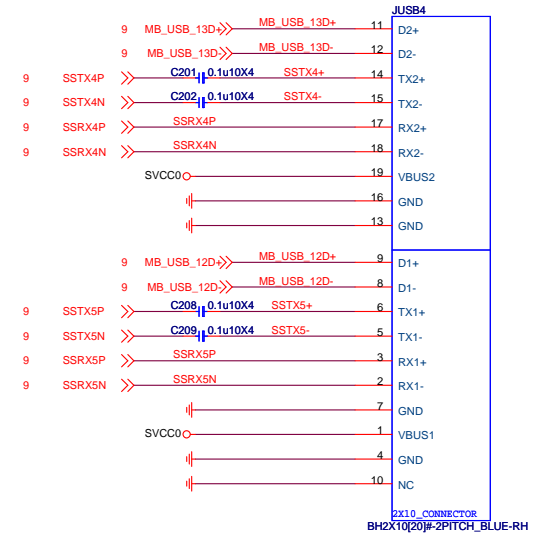 JUSB4
9 MB_USB_13D+ MB_USB_13D+ 11 D2+
9 MB_USB_13D- MB_USB_13D- 12 D2-
9 SSTX4P C201 0.1u10X4 SSTX4+ 14 TX2+
9 SSTX4N C202 0.1u10X4 SSTX4- 15 TX2-
9 SSRX4P SSRX4P 17 RX2+
9 SSRX4N SSRX4N 18 RX2-
SVCC0 19 VBUS2
16 GND
13 GND
9 MB_USB_12D+ MB_USB_12D+ 9 D1+
9 MB_USB_12D- MB_USB_12D- 8 D1-
9 SSTX5P C208 0.1u10X4 SSTX5+ 6 TX1+
9 SSTX5N C209 0.1u10X4 SSTX5- 5 TX1-
9 SSRX5P SSRX5P 3 RX1+
9 SSRX5N SSRX5N 2 RX1-
7 GND
SVCC0 1 VBUS1
4 GND
10 NC
2X10_CONNECTOR
BH2X10[20]#-2PITCH_BLUE-RH